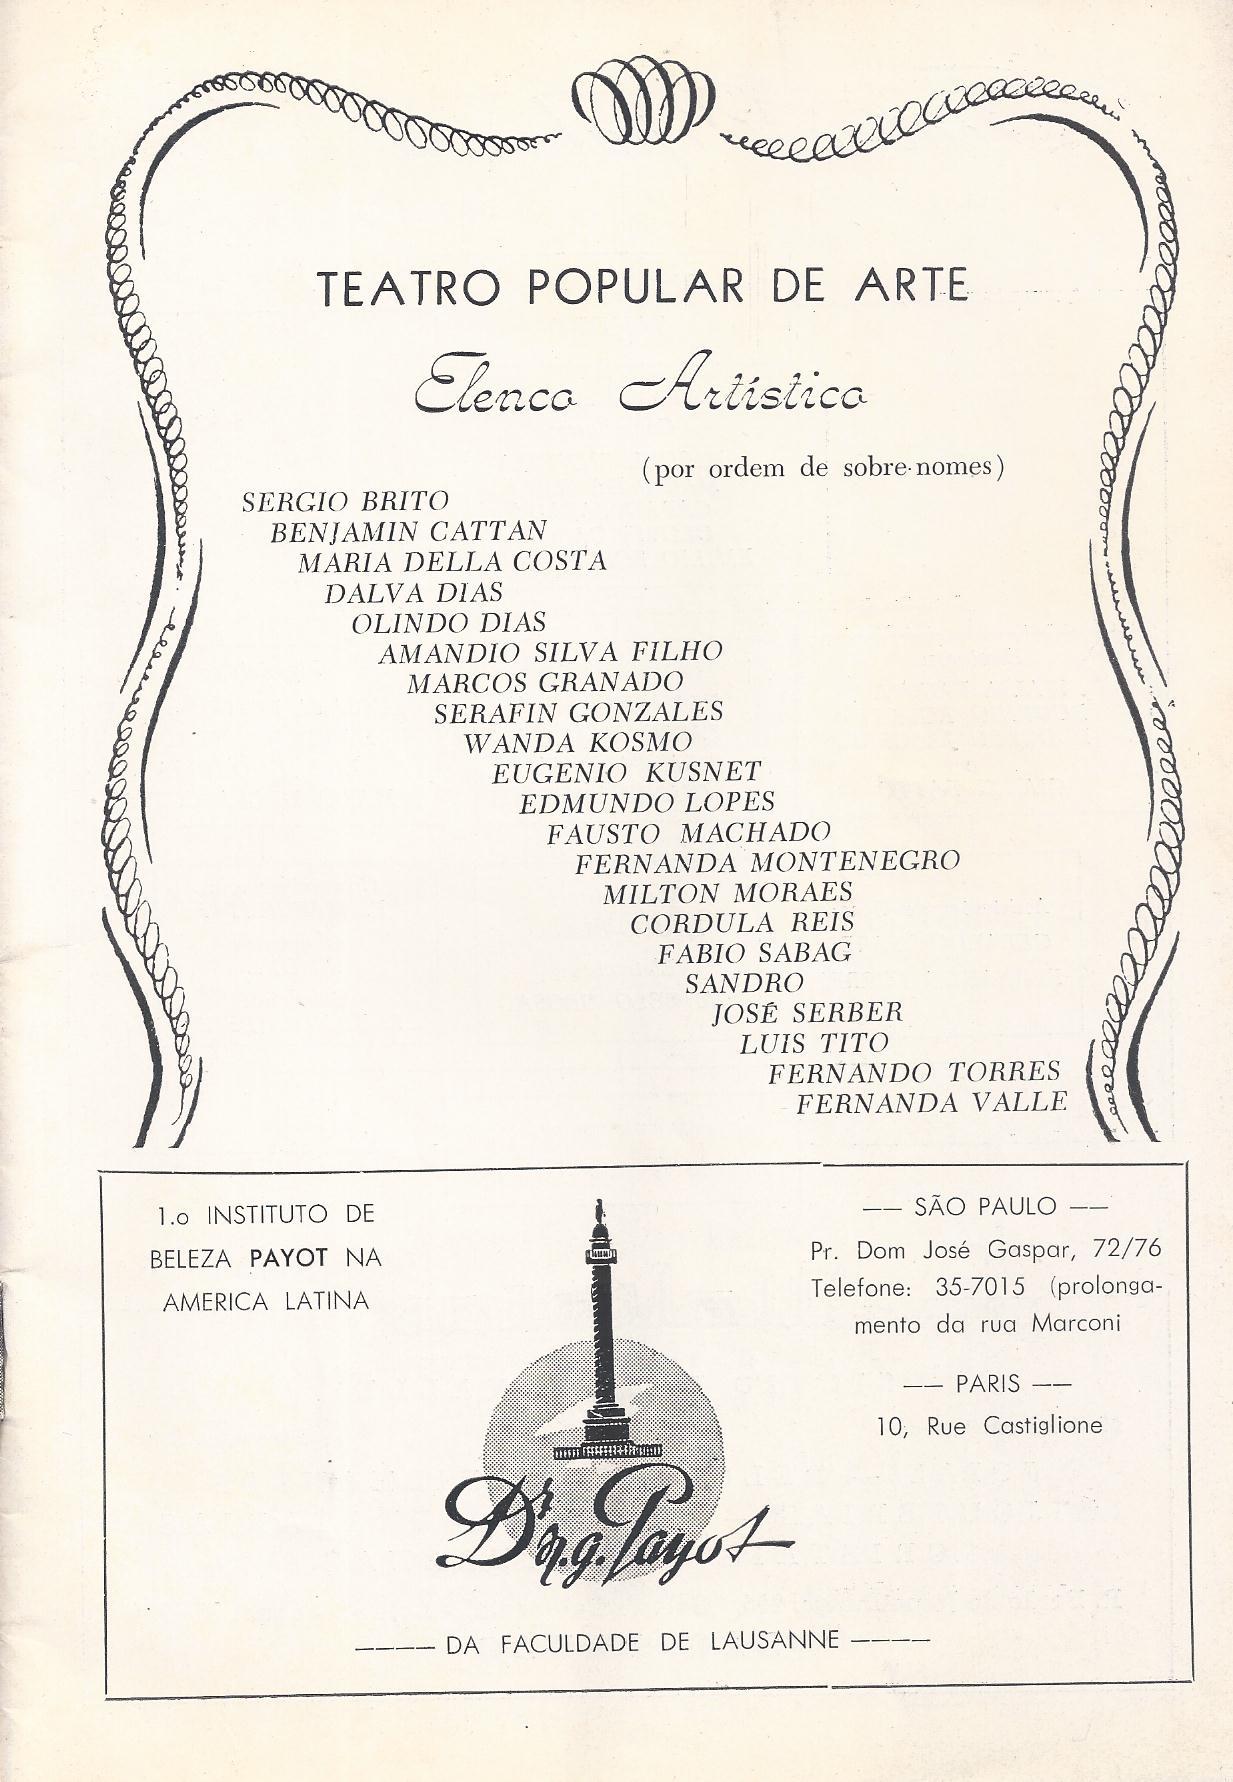 TEATRO POPULAR DE ARTE
Elenco Artístico
(por ordem de sobre-nomes)
SERGIO BRITO
BENJAMIN CATTAN
MARIA DELLA COSTA
DALVA DIAS
OLINDO DIAS
AMANDIO SILVA FILHO
MARCOS GRANADO
SERAFIN GONZALES
WANDA KOSMO
EUGENIO KUSNET
EDMUNDO LOPES
FAUSTO MACHADO
FERNANDA MONTENEGRO
MILTON MORAES
CORDULA REIS
FABIO SABAG
SANDRO
JOSÉ SERBER
LUIS TITO
FERNANDO TORRES
FERNANDA VALLE
1.o INSTITUTO DE
BELEZA PAYOT NA
AMERICA LATINA
—— SÃO PAULO ——
Pr. Dom José Gaspar, 72/76
Telefone: 35-7015 (prolonga-
mento da rua Marconi
—— PARIS ——
10, Rue Castiglione
Dr n.g. Payot
———— DA FACULDADE DE LAUSANNE ————